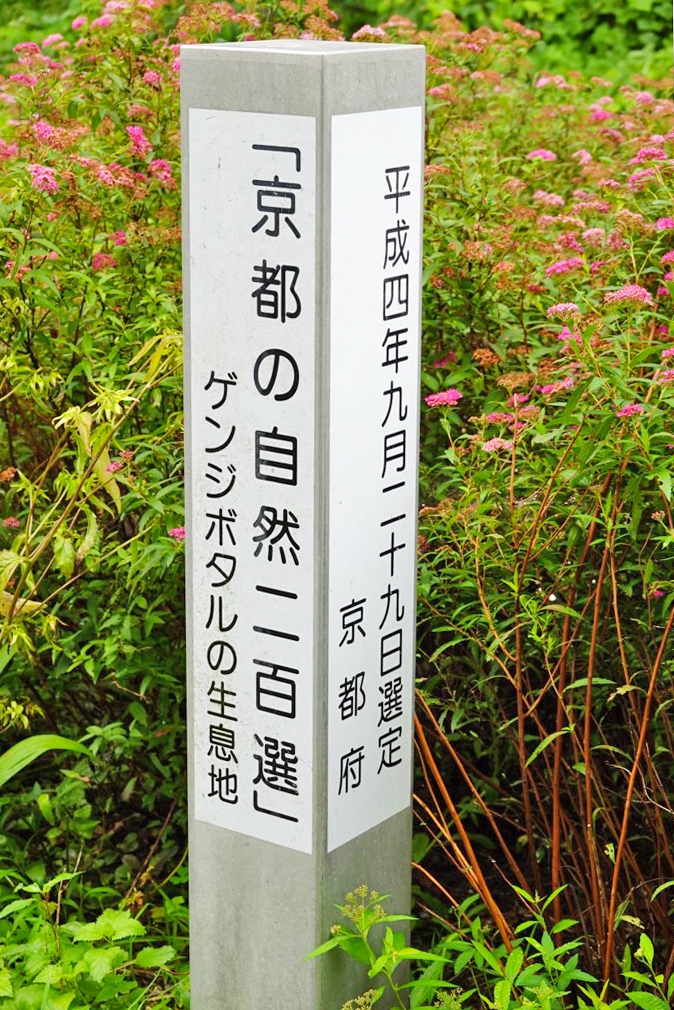 「京都の自然二百選」
ゲンジボタルの生息地
平成四年九月二十九日選定
京都府